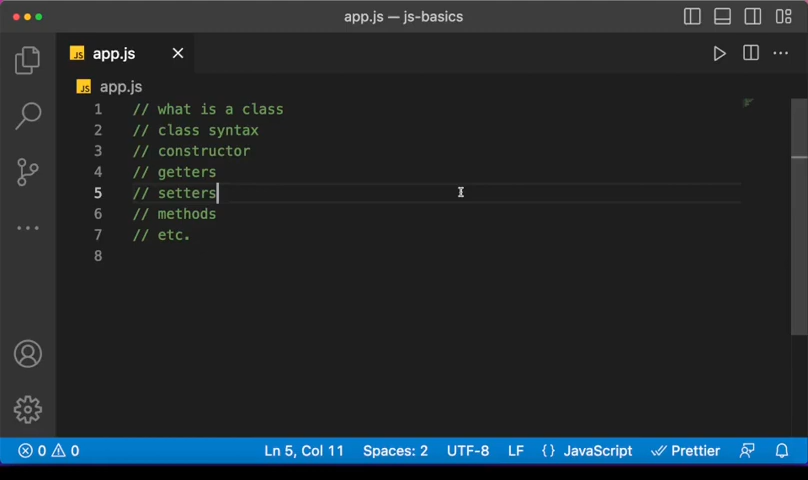 app.js — js-basics
JS app.js
JS app.js
1 // what is a class
2 // class syntax
3 // constructor
4 // getters
5 // setters
6 // methods
7 // etc.
8
0 0 Ln 5, Col 11 Spaces: 2 UTF-8 LF {} JavaScript Prettier